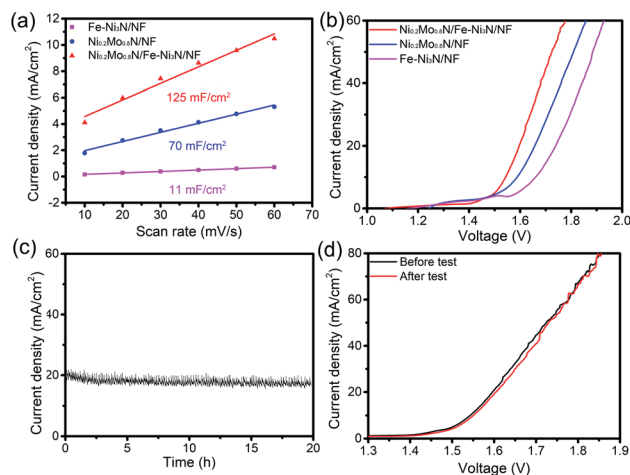 (a)
Current density (mA/cm²)
12
10
8
6
4
2
0
-2
Fe-Ni₃N/NF
Ni₀.₂Mo₀.₈N/NF
Ni₀.₂Mo₀.₈N/Fe-Ni₃N/NF
125 mF/cm²
70 mF/cm²
11 mF/cm²
0 10 20 30 40 50 60 70
Scan rate (mV/s)
(b)
Current density (mA/cm²)
60
40
20
0
Ni₀.₂Mo₀.₈N/Fe-Ni₃N/NF
Ni₀.₂Mo₀.₈N/NF
Fe-Ni₃N/NF
1.0 1.2 1.4 1.6 1.8 2.0
Voltage (V)
(c)
Current density (mA/cm²)
60
40
20
0
0 5 10 15 20
Time (h)
(d)
Current density (mA/cm²)
80
60
40
20
0
Before test
After test
1.3 1.4 1.5 1.6 1.7 1.8 1.9
Voltage (V)